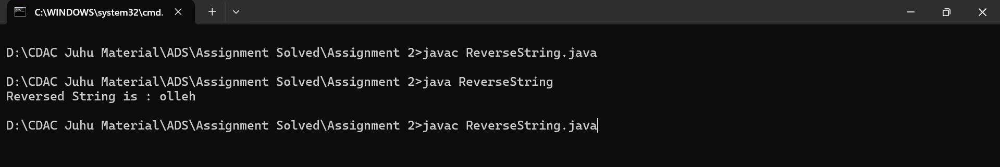 C:\WINDOWS\system32\cmd.
D:\CDAC Juhu Material\ADS\Assignment Solved\Assignment 2>javac ReverseString.java
D:\CDAC Juhu Material\ADS\Assignment Solved\Assignment 2>java ReverseString
Reversed String is : olleh
D:\CDAC Juhu Material\ADS\Assignment Solved\Assignment 2>javac ReverseString.java